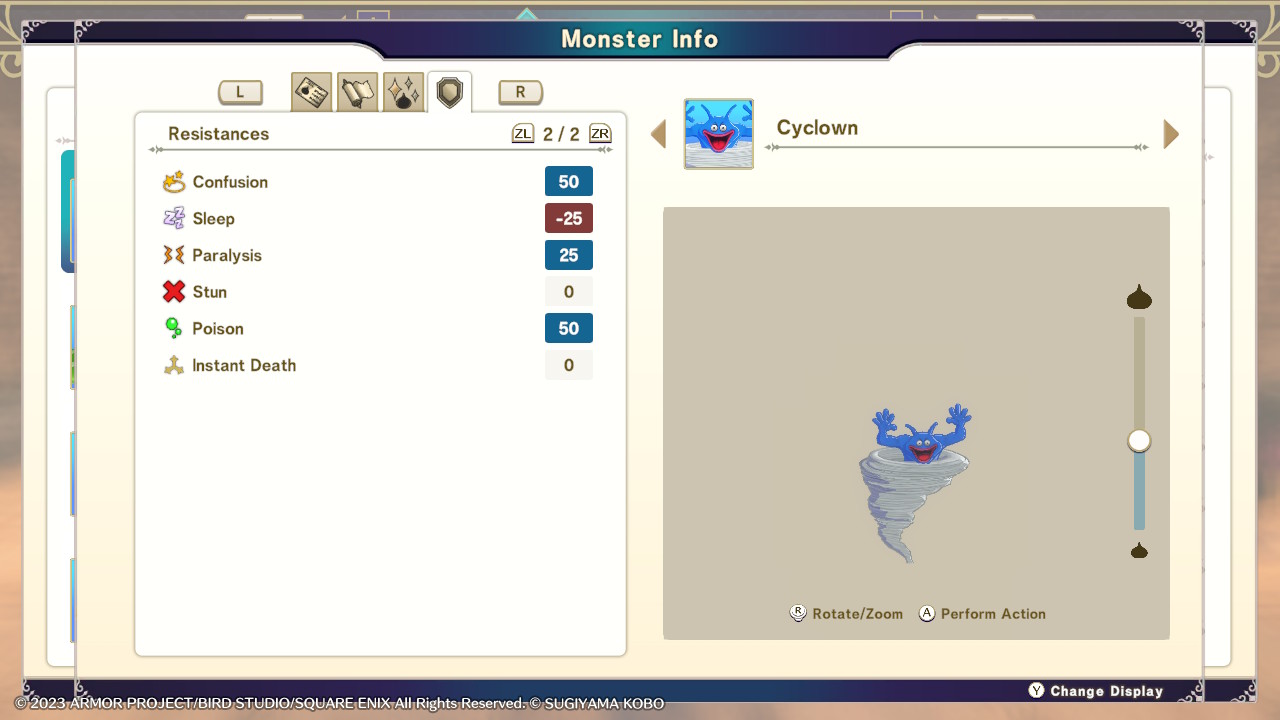 Monster Info
L
R
Resistances
ZL 2 / 2 ZR
Confusion 50
Sleep -25
Paralysis 25
Stun 0
Poison 50
Instant Death 0
Cyclown
R Rotate/Zoom A Perform Action
Y Change Display
© 2023 ARMOR PROJECT/BIRD STUDIO/SQUARE ENIX All Rights Reserved. © SUGIYAMA KOBO